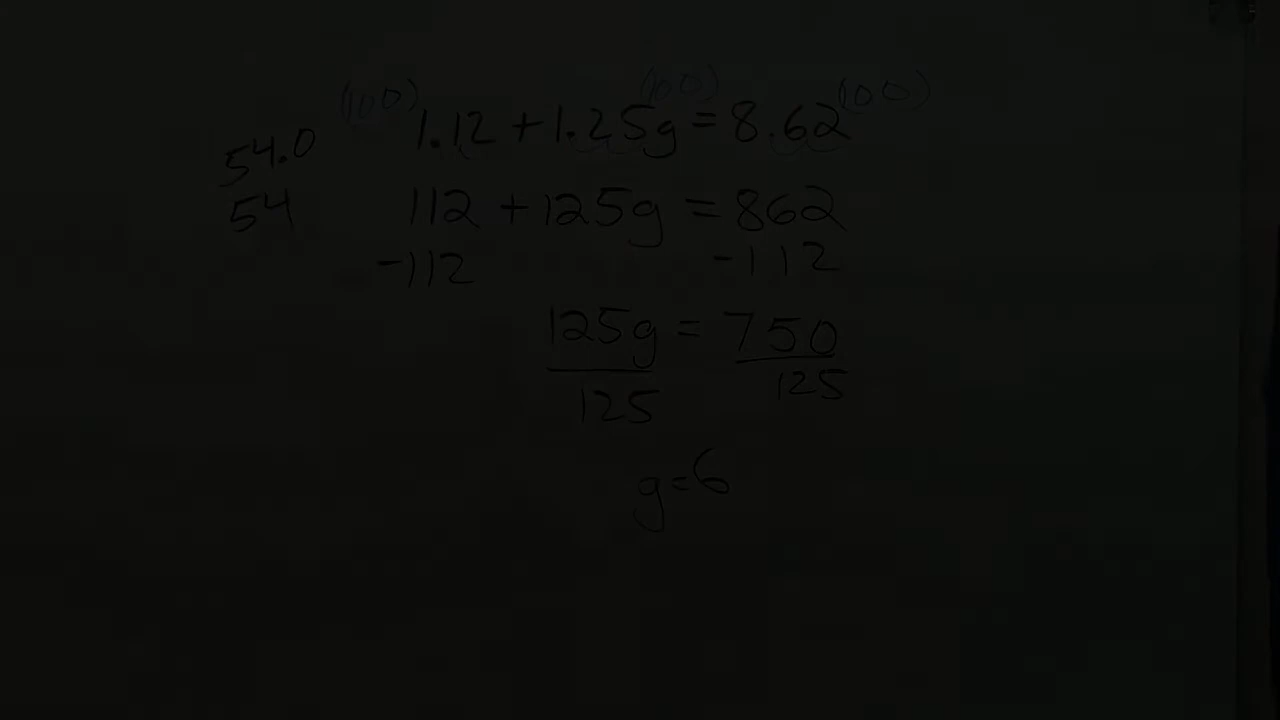 (100) (100) (100)
1.12 + 1.25g = 8.62
54.0
54
112 + 125g = 862
-112 -112
125g = 750
125 125
g = 6